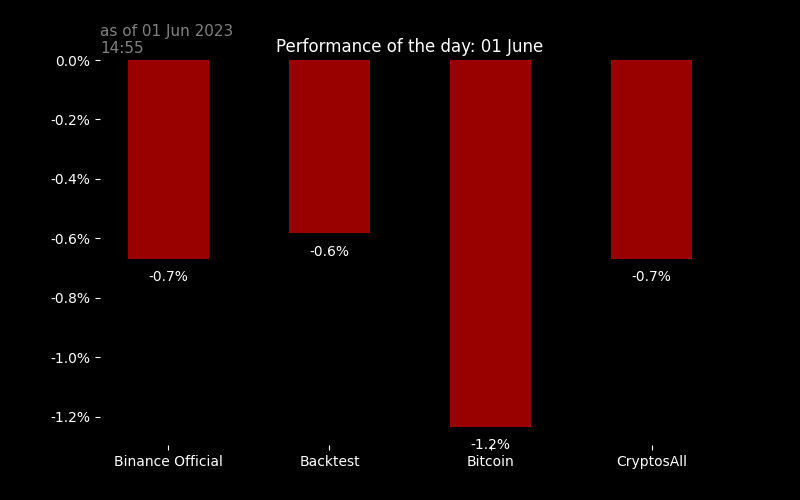 as of 01 Jun 2023
14:55
Performance of the day: 01 June
0.0%
-0.2%
-0.4%
-0.6%
-0.8%
-1.0%
-1.2%
-0.7%
-0.6%
-1.2%
-0.7%
Binance Official
Backtest
Bitcoin
CryptosAll